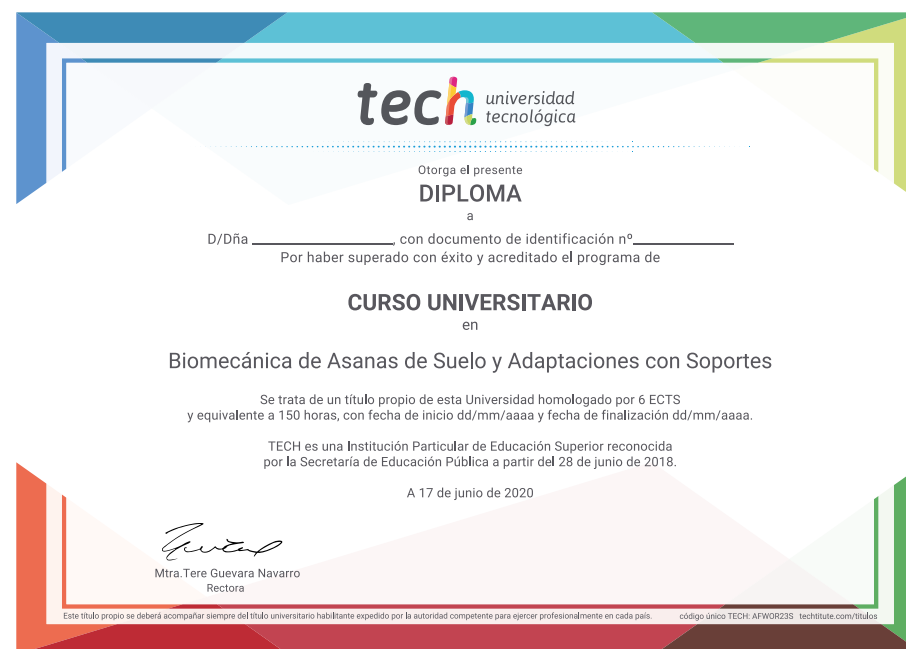 tech universidad
tecnológica
Otorga el presente
DIPLOMA
a
D/Dña ____________________, con documento de identificación nº______________
Por haber superado con éxito y acreditado el programa de
CURSO UNIVERSITARIO
en
Biomecánica de Asanas de Suelo y Adaptaciones con Soportes
Se trata de un título propio de esta Universidad homologado por 6 ECTS
y equivalente a 150 horas, con fecha de inicio dd/mm/aaaa y fecha de finalización dd/mm/aaaa.
TECH es una Institución Particular de Educación Superior reconocida
por la Secretaría de Educación Pública a partir del 28 de junio de 2018.
A 17 de junio de 2020
Mtra.Tere Guevara Navarro
Rectora
Este título propio se deberá acompañar siempre del título universitario habilitante expedido por la autoridad competente para ejercer profesionalmente en cada país. código único TECH: AFWOR23S techtitute.com/titulos